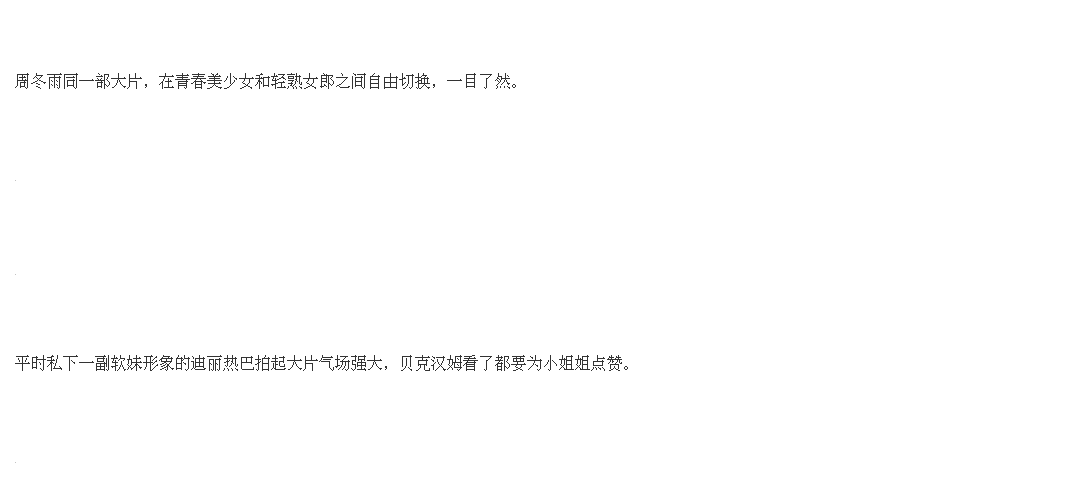 周冬雨同一部大片，在青春美少女和轻熟女郎之间自由切换，一目了然。
平时私下一副软妹形象的迪丽热巴拍起大片气场强大，贝克汉姆看了都要为小姐姐点赞。